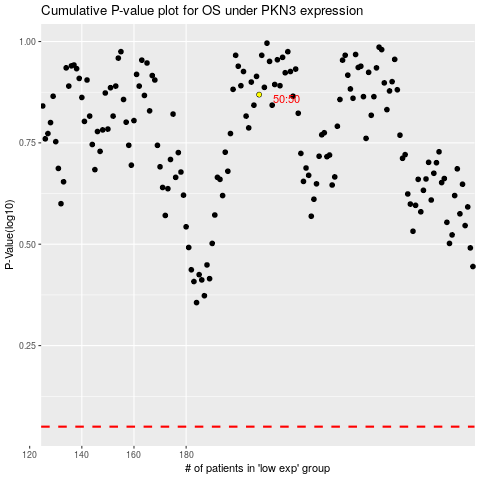 Cumulative P-value plot for OS under PKN3 expression
1.00
0.75
0.50
0.25
P-Value(log10)
50:50
120 140 160 180
# of patients in 'low exp' group